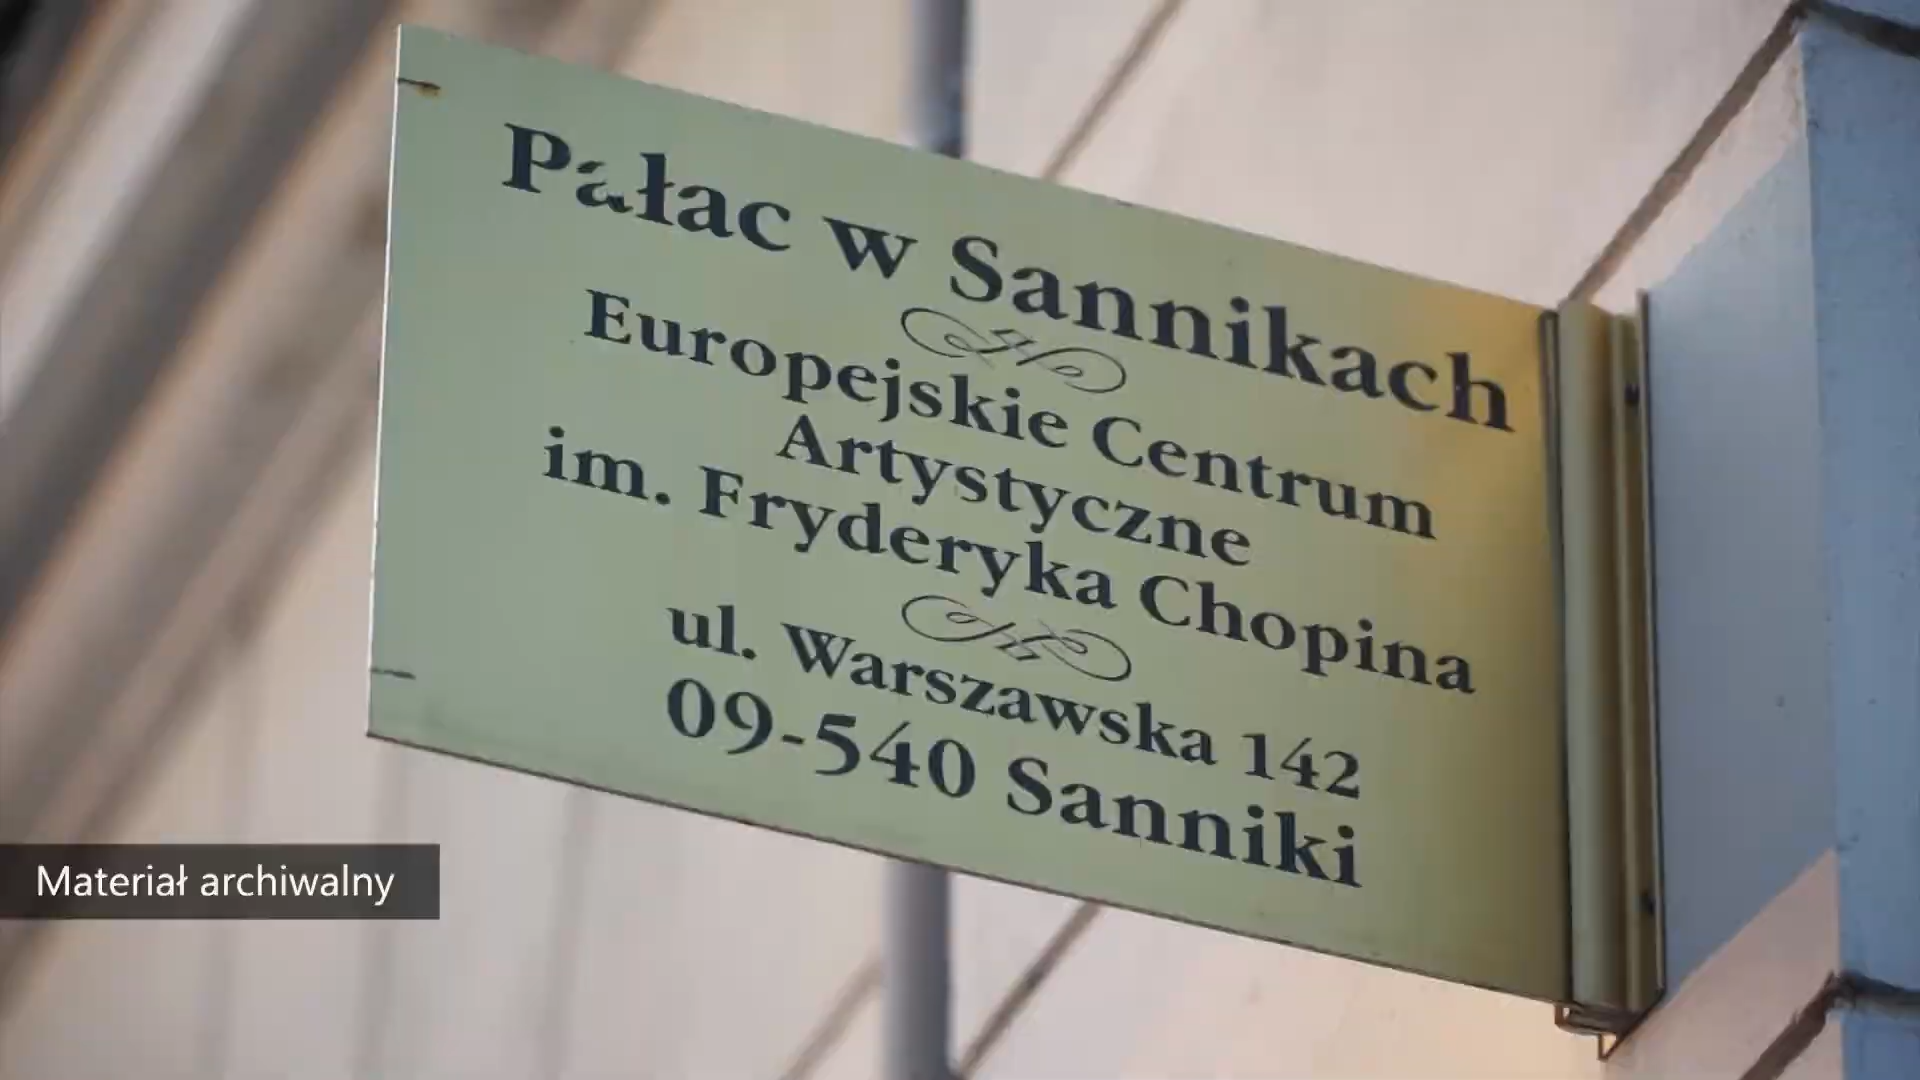 Pałac w Sannikach
Europejskie Centrum
Artystyczne
im. Fryderyka Chopina
ul. Warszawska 142
09-540 Sanniki
Materiał archiwalny